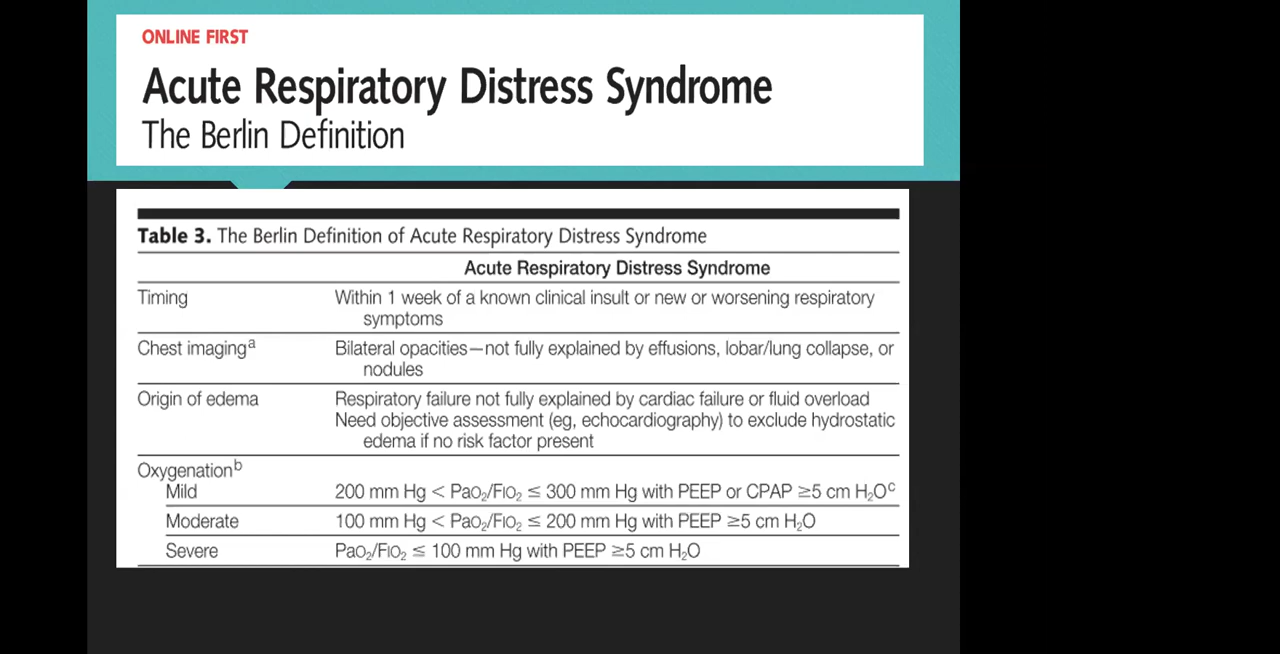 ONLINE FIRST
Acute Respiratory Distress Syndrome
The Berlin Definition
Table 3. The Berlin Definition of Acute Respiratory Distress Syndrome
Acute Respiratory Distress Syndrome
Timing Within 1 week of a known clinical insult or new or worsening respiratory
symptoms
Chest imagingᵃ Bilateral opacities—not fully explained by effusions, lobar/lung collapse, or
nodules
Origin of edema Respiratory failure not fully explained by cardiac failure or fluid overload
Need objective assessment (eg, echocardiography) to exclude hydrostatic
edema if no risk factor present
Oxygenationᵇ
Mild 200 mm Hg < PaO₂/FIO₂ ≤ 300 mm Hg with PEEP or CPAP ≥5 cm H₂Oᶜ
Moderate 100 mm Hg < PaO₂/FIO₂ ≤ 200 mm Hg with PEEP ≥5 cm H₂O
Severe PaO₂/FIO₂ ≤ 100 mm Hg with PEEP ≥5 cm H₂O